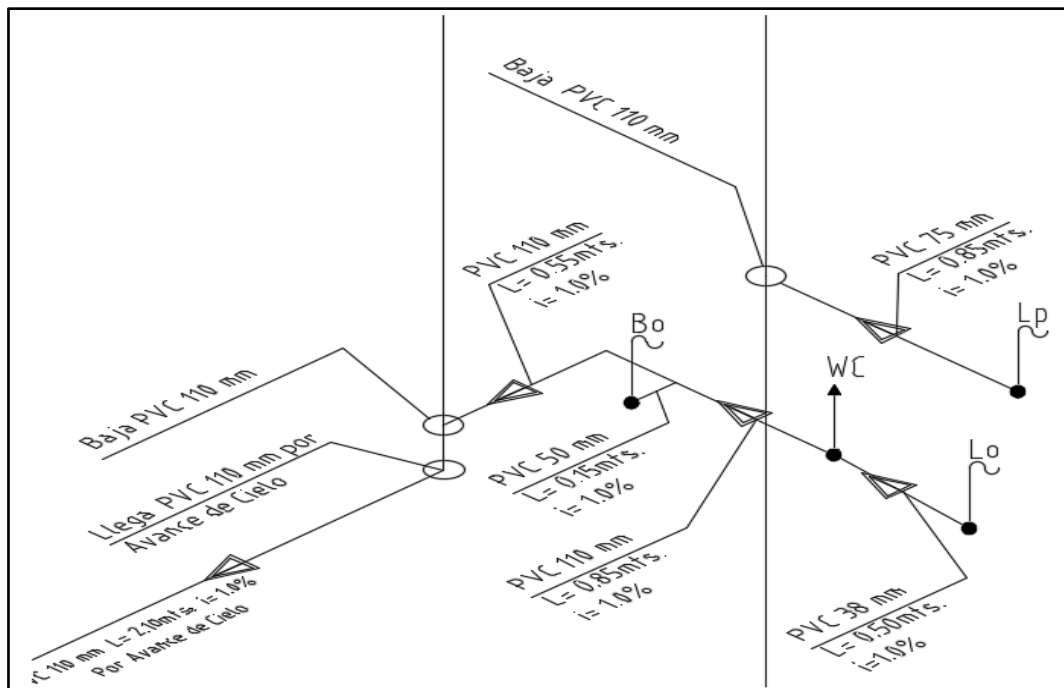 Baja PVC 110 mm
PVC 110 mm
L= 0.55mts.
i= 1.0%
PVC 75 mm
L= 0.85mts.
i= 1.0%
Bo
Lp
WC
Lo
Baja PVC 110 mm
Llega PVC 110 mm por
Avance de Cielo
PVC 50 mm
L= 0.15mts.
i= 1.0%
PVC 110 mm
L= 0.85mts.
i= 1.0%
PVC 38 mm
L= 0.50mts.
i=1.0%
VC 110 mm L= 2.10mts. i= 1.0%
Por Avance de Cielo